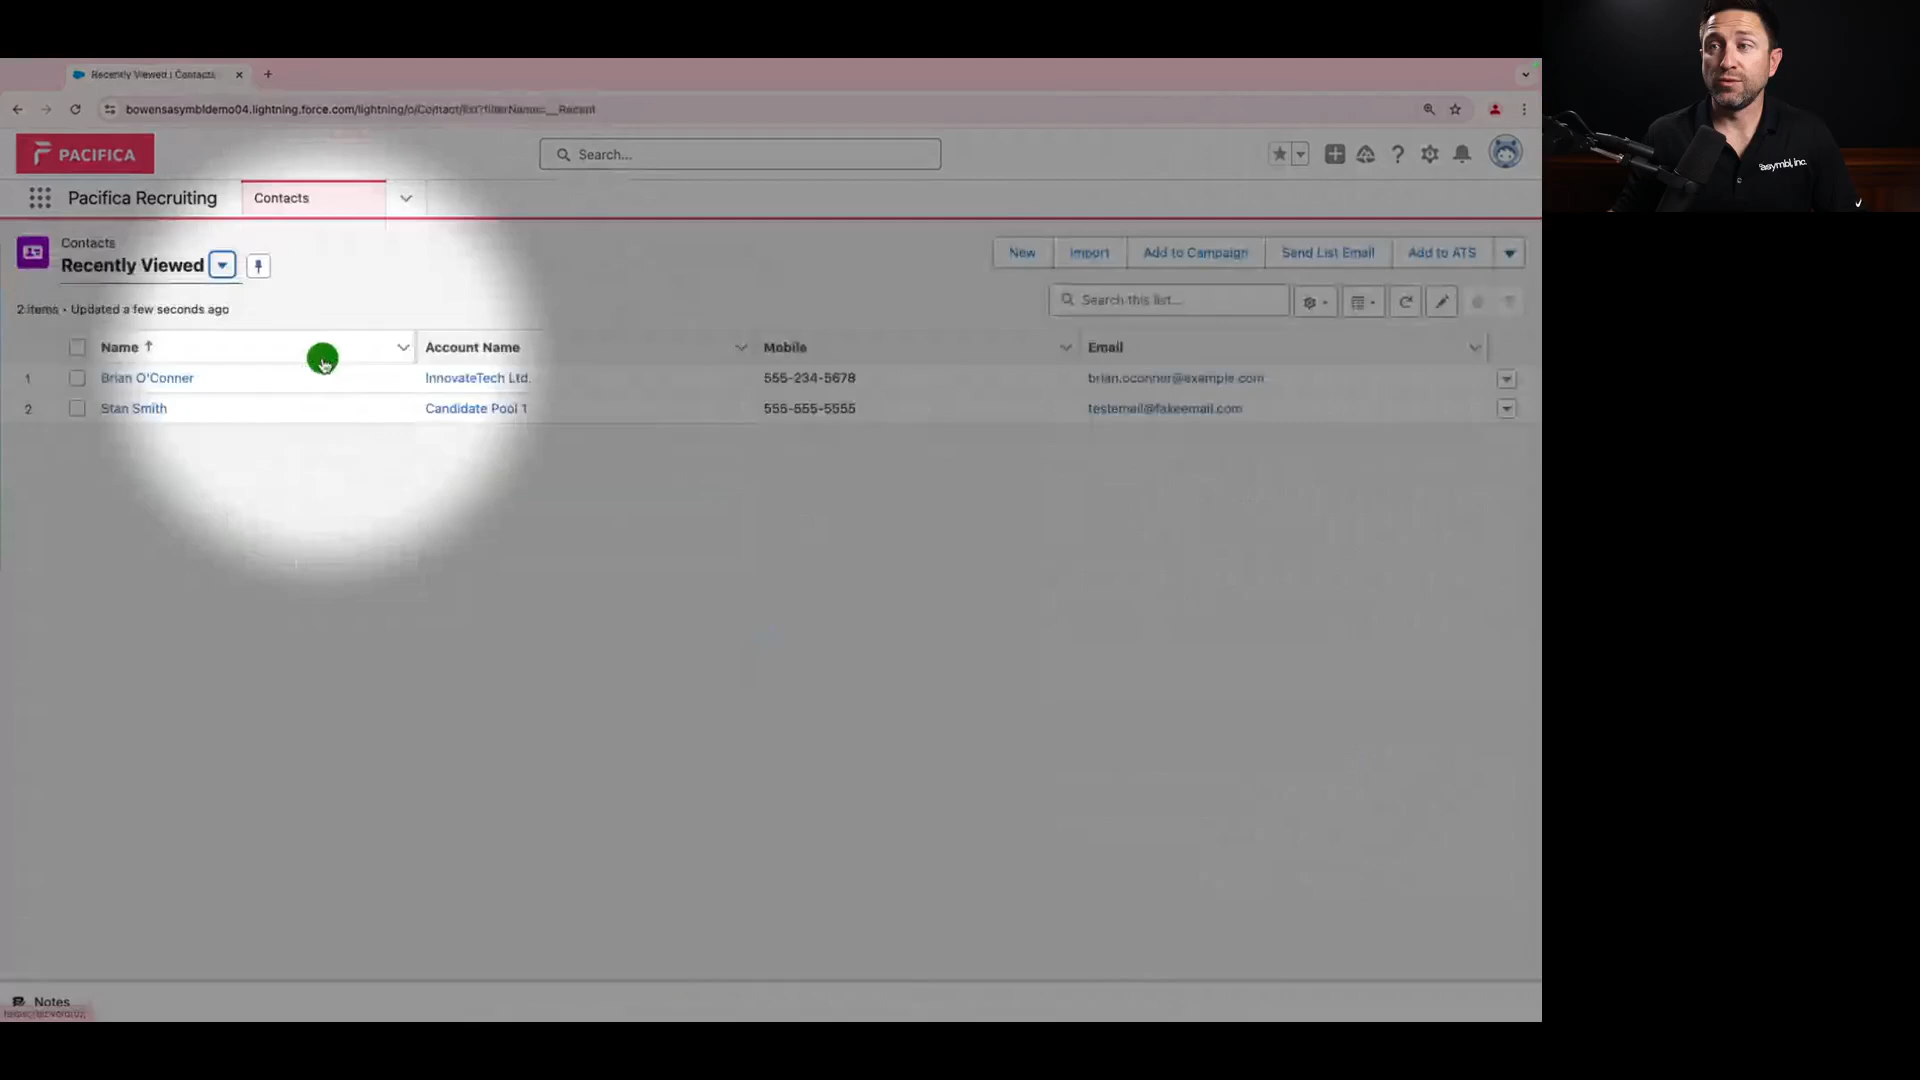 Recently Viewed | Contacts
bowensasymbldemo04.lightning.force.com/lightning/o/Contact/list?filterName=__Recent
PACIFICA
Search...
Pacifica Recruiting
Contacts
Contacts
Recently Viewed
New
Import
Add to Campaign
Send List Email
Add to ATS
2 items • Updated a few seconds ago
Search this list...
Name ↑ Account Name Mobile Email
1 Brian O'Conner InnovateTech Ltd. 555-234-5678 brian.oconner@example.com
2 Stan Smith Candidate Pool 1 555-555-5555 testemail@fakeemail.com
Notes
asymbl, inc.